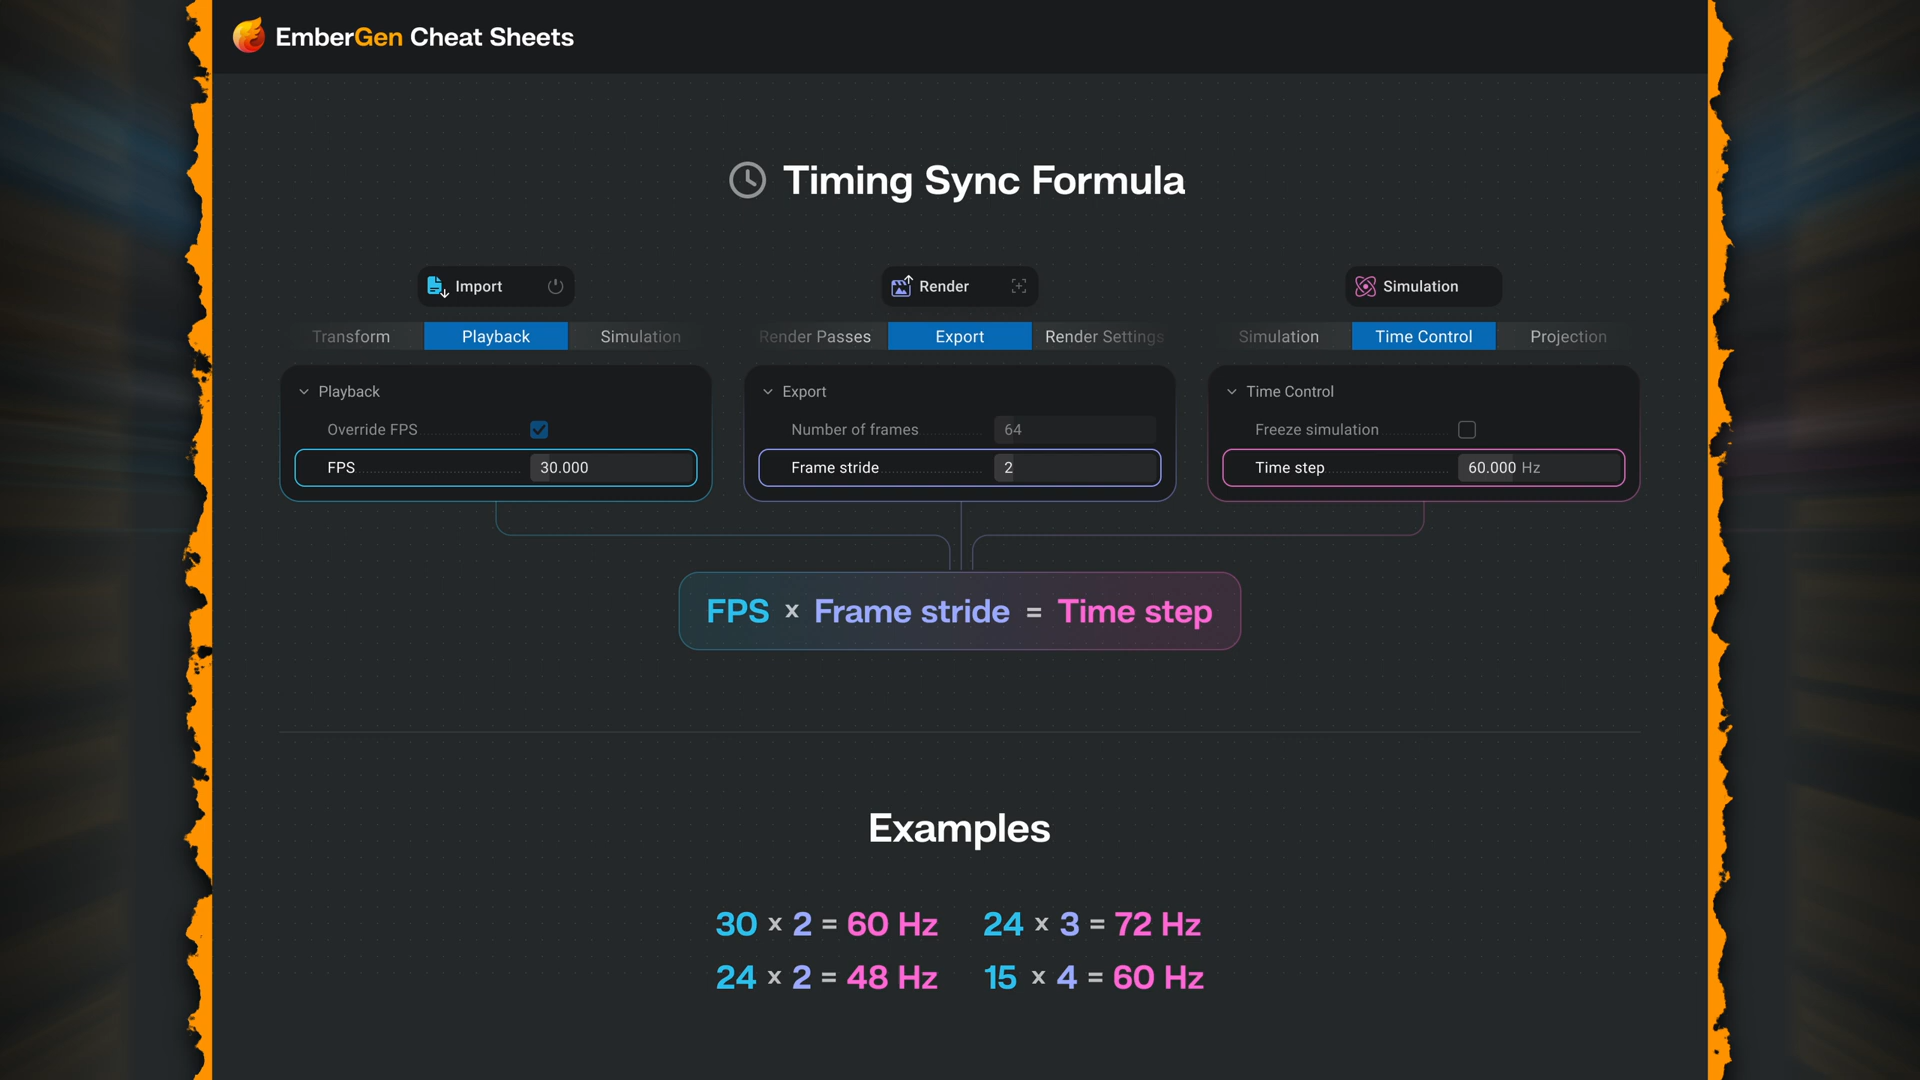 EmberGen Cheat Sheets
Timing Sync Formula
Import
Transform Playback Simulation
Playback
Override FPS
FPS 30.000
Render
Render Passes Export Render Settings
Export
Number of frames 64
Frame stride 2
Simulation
Simulation Time Control Projection
Time Control
Freeze simulation
Time step 60.000 Hz
FPS x Frame stride = Time step
Examples
30 x 2 = 60 Hz 24 x 3 = 72 Hz
24 x 2 = 48 Hz 15 x 4 = 60 Hz